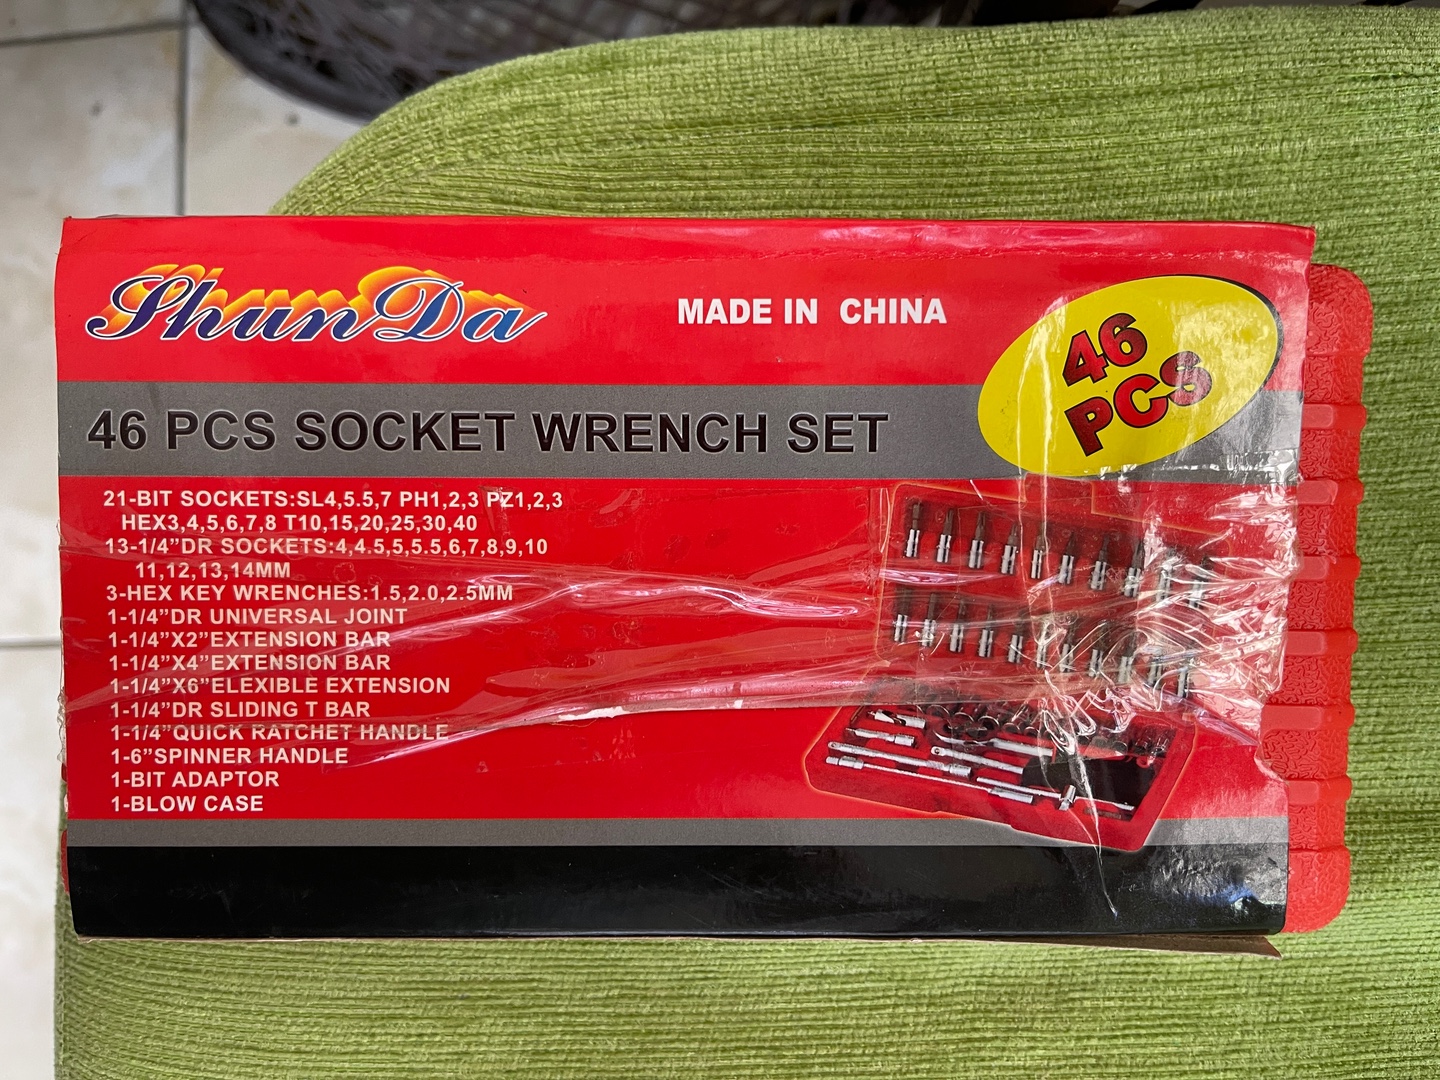 ShunDa
MADE IN CHINA
46
PCS
46 PCS SOCKET WRENCH SET
21-BIT SOCKETS:SL4,5.5,7 PH1,2,3 PZ1,2,3
HEX3,4,5,6,7,8 T10,15,20,25,30,40
13-1/4”DR SOCKETS:4,4.5,5,5.5,6,7,8,9,10
11,12,13,14MM
3-HEX KEY WRENCHES:1.5,2.0,2.5MM
1-1/4”DR UNIVERSAL JOINT
1-1/4”X2”EXTENSION BAR
1-1/4”X4”EXTENSION BAR
1-1/4”X6”ELEXIBLE EXTENSION
1-1/4”DR SLIDING T BAR
1-1/4”QUICK RATCHET HANDLE
1-6”SPINNER HANDLE
1-BIT ADAPTOR
1-BLOW CASE